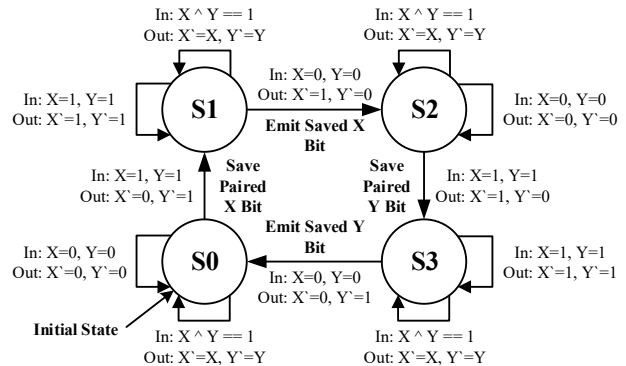 In: X ^ Y == 1
Out: X`=X, Y`=Y
In: X ^ Y == 1
Out: X`=X, Y`=Y
In: X=1, Y=1
Out: X`=1, Y`=1
S1
In: X=0, Y=0
Out: X`=1, Y`=0
Emit Saved X
Bit
S2
In: X=0, Y=0
Out: X`=0, Y`=0
In: X=1, Y=1
Out: X`=0, Y`=1
Save
Paired
X Bit
Save
Paired
Y Bit
In: X=1, Y=1
Out: X`=1, Y`=0
In: X=0, Y=0
Out: X`=0, Y`=0
S0
Emit Saved Y
Bit
In: X=0, Y=0
Out: X`=0, Y`=1
S3
In: X=1, Y=1
Out: X`=1, Y`=1
Initial State
In: X ^ Y == 1
Out: X`=X, Y`=Y
In: X ^ Y == 1
Out: X`=X, Y`=Y